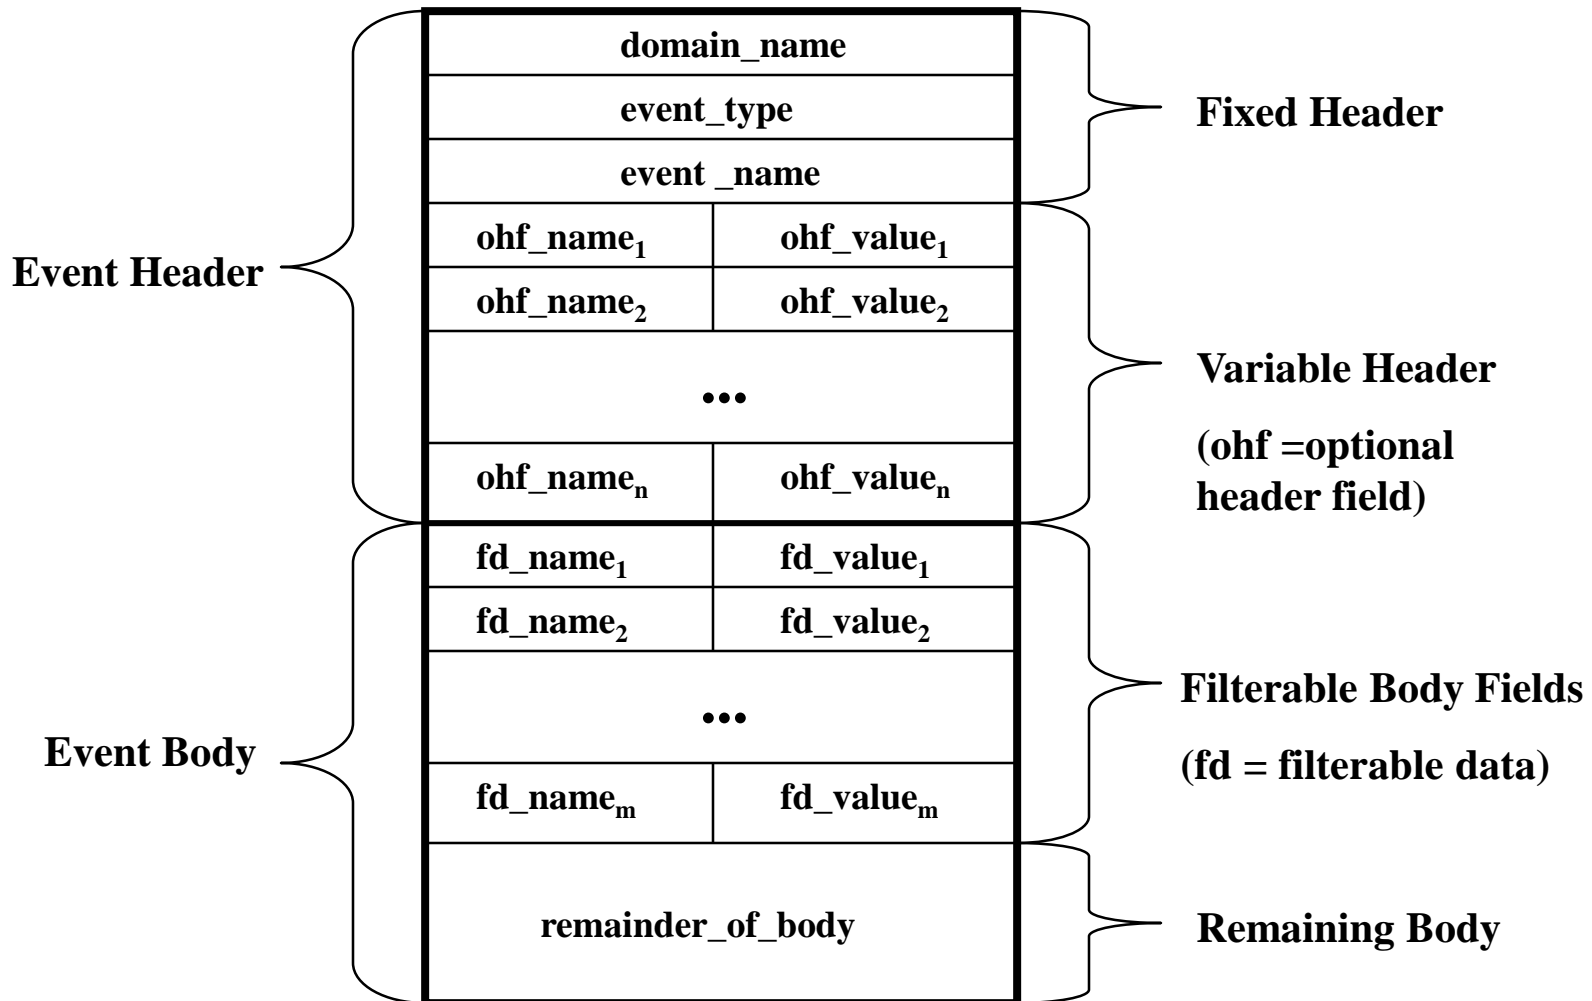 domain_name
event_type
Fixed Header
event _name
ohf_name1 ohf_value1
Event Header
ohf_name2 ohf_value2
Variable Header
...
(ohf =optional
header field)
ohf_namen ohf_valuen
fd_name1 fd_value1
fd_name2 fd_value2
Filterable Body Fields
...
Event Body
(fd = filterable data)
fd_namem fd_valuem
remainder_of_body
Remaining Body